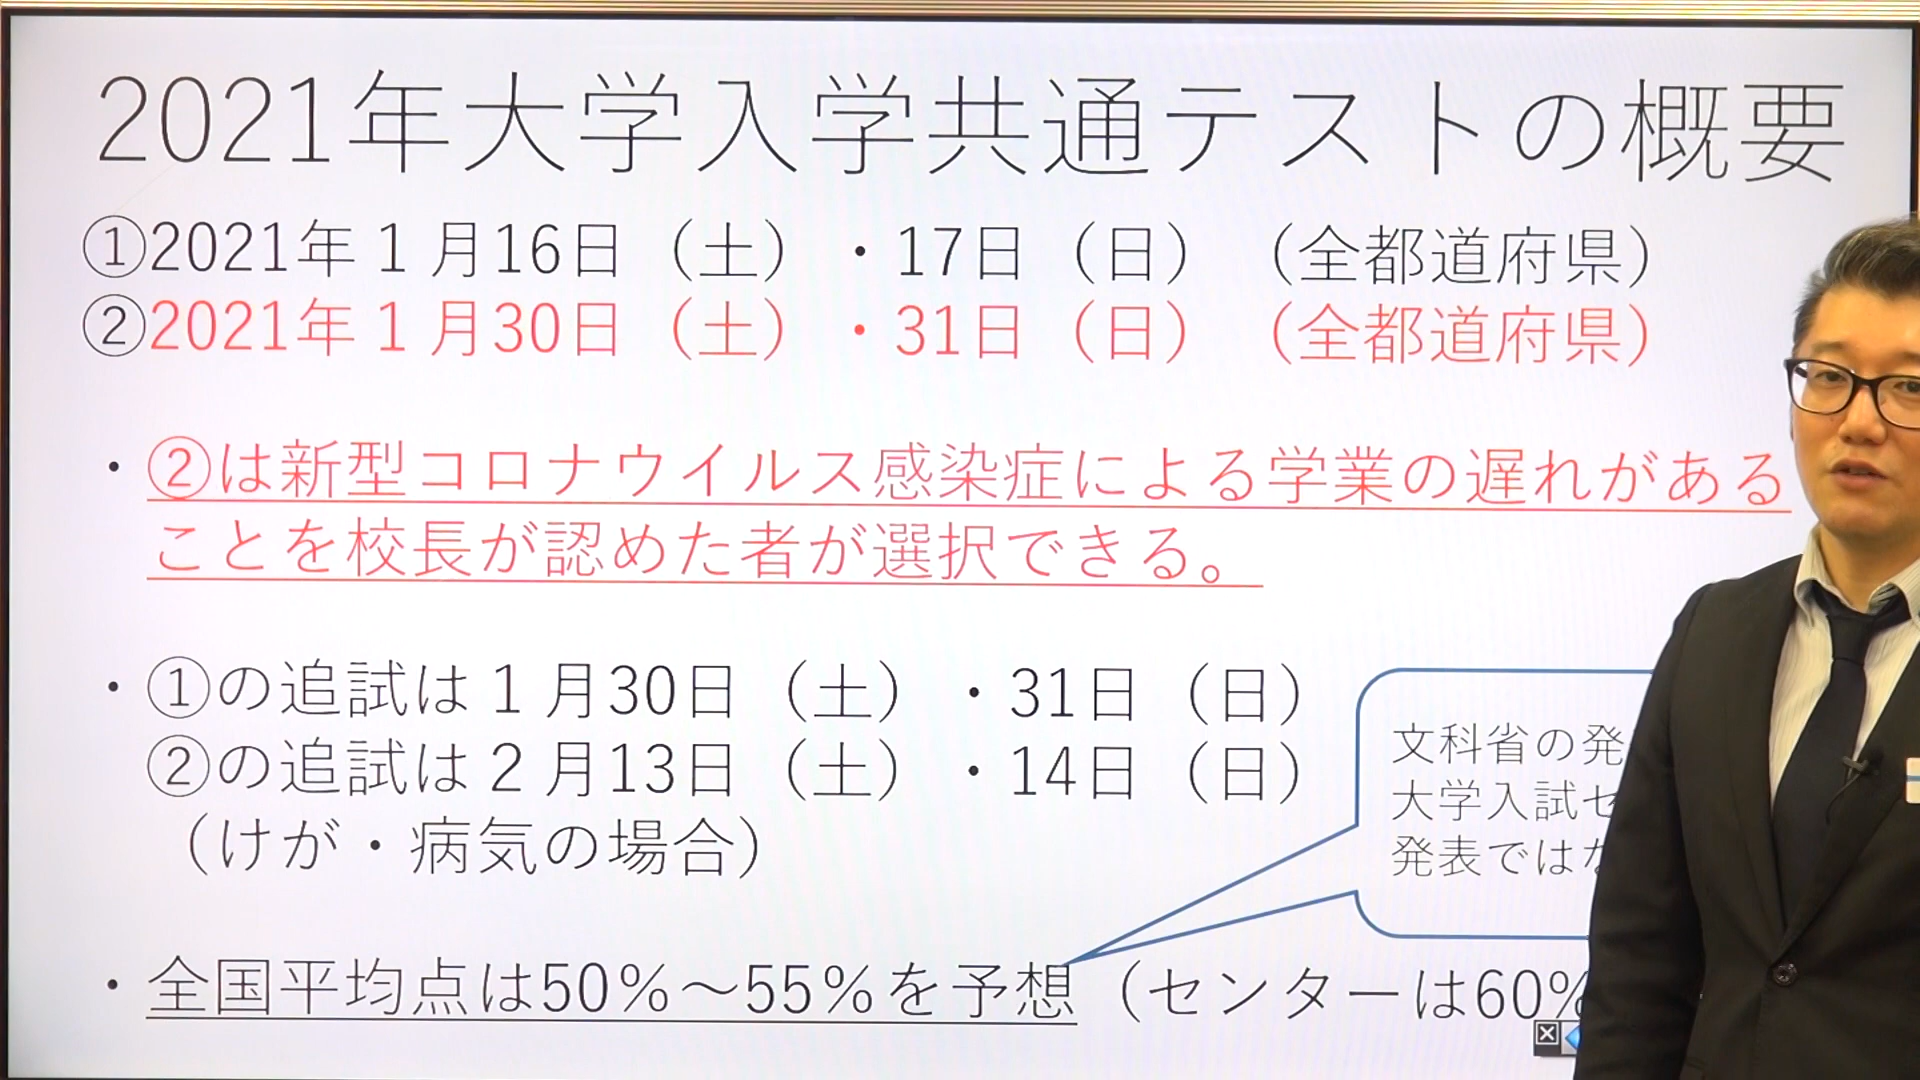 2021年大学入学共通テストの概要
①2021年１月16日（土）・17日（日）（全都道府県）
②2021年１月30日（土）・31日（日）（全都道府県）
・②は新型コロナウイルス感染症による学業の遅れがある
ことを校長が認めた者が選択できる。
・①の追試は１月30日（土）・31日（日）
②の追試は２月13日（土）・14日（日）
（けが・病気の場合）
文科省の発
大学入試セ
発表ではな
・全国平均点は50％～55％を予想（センターは60％